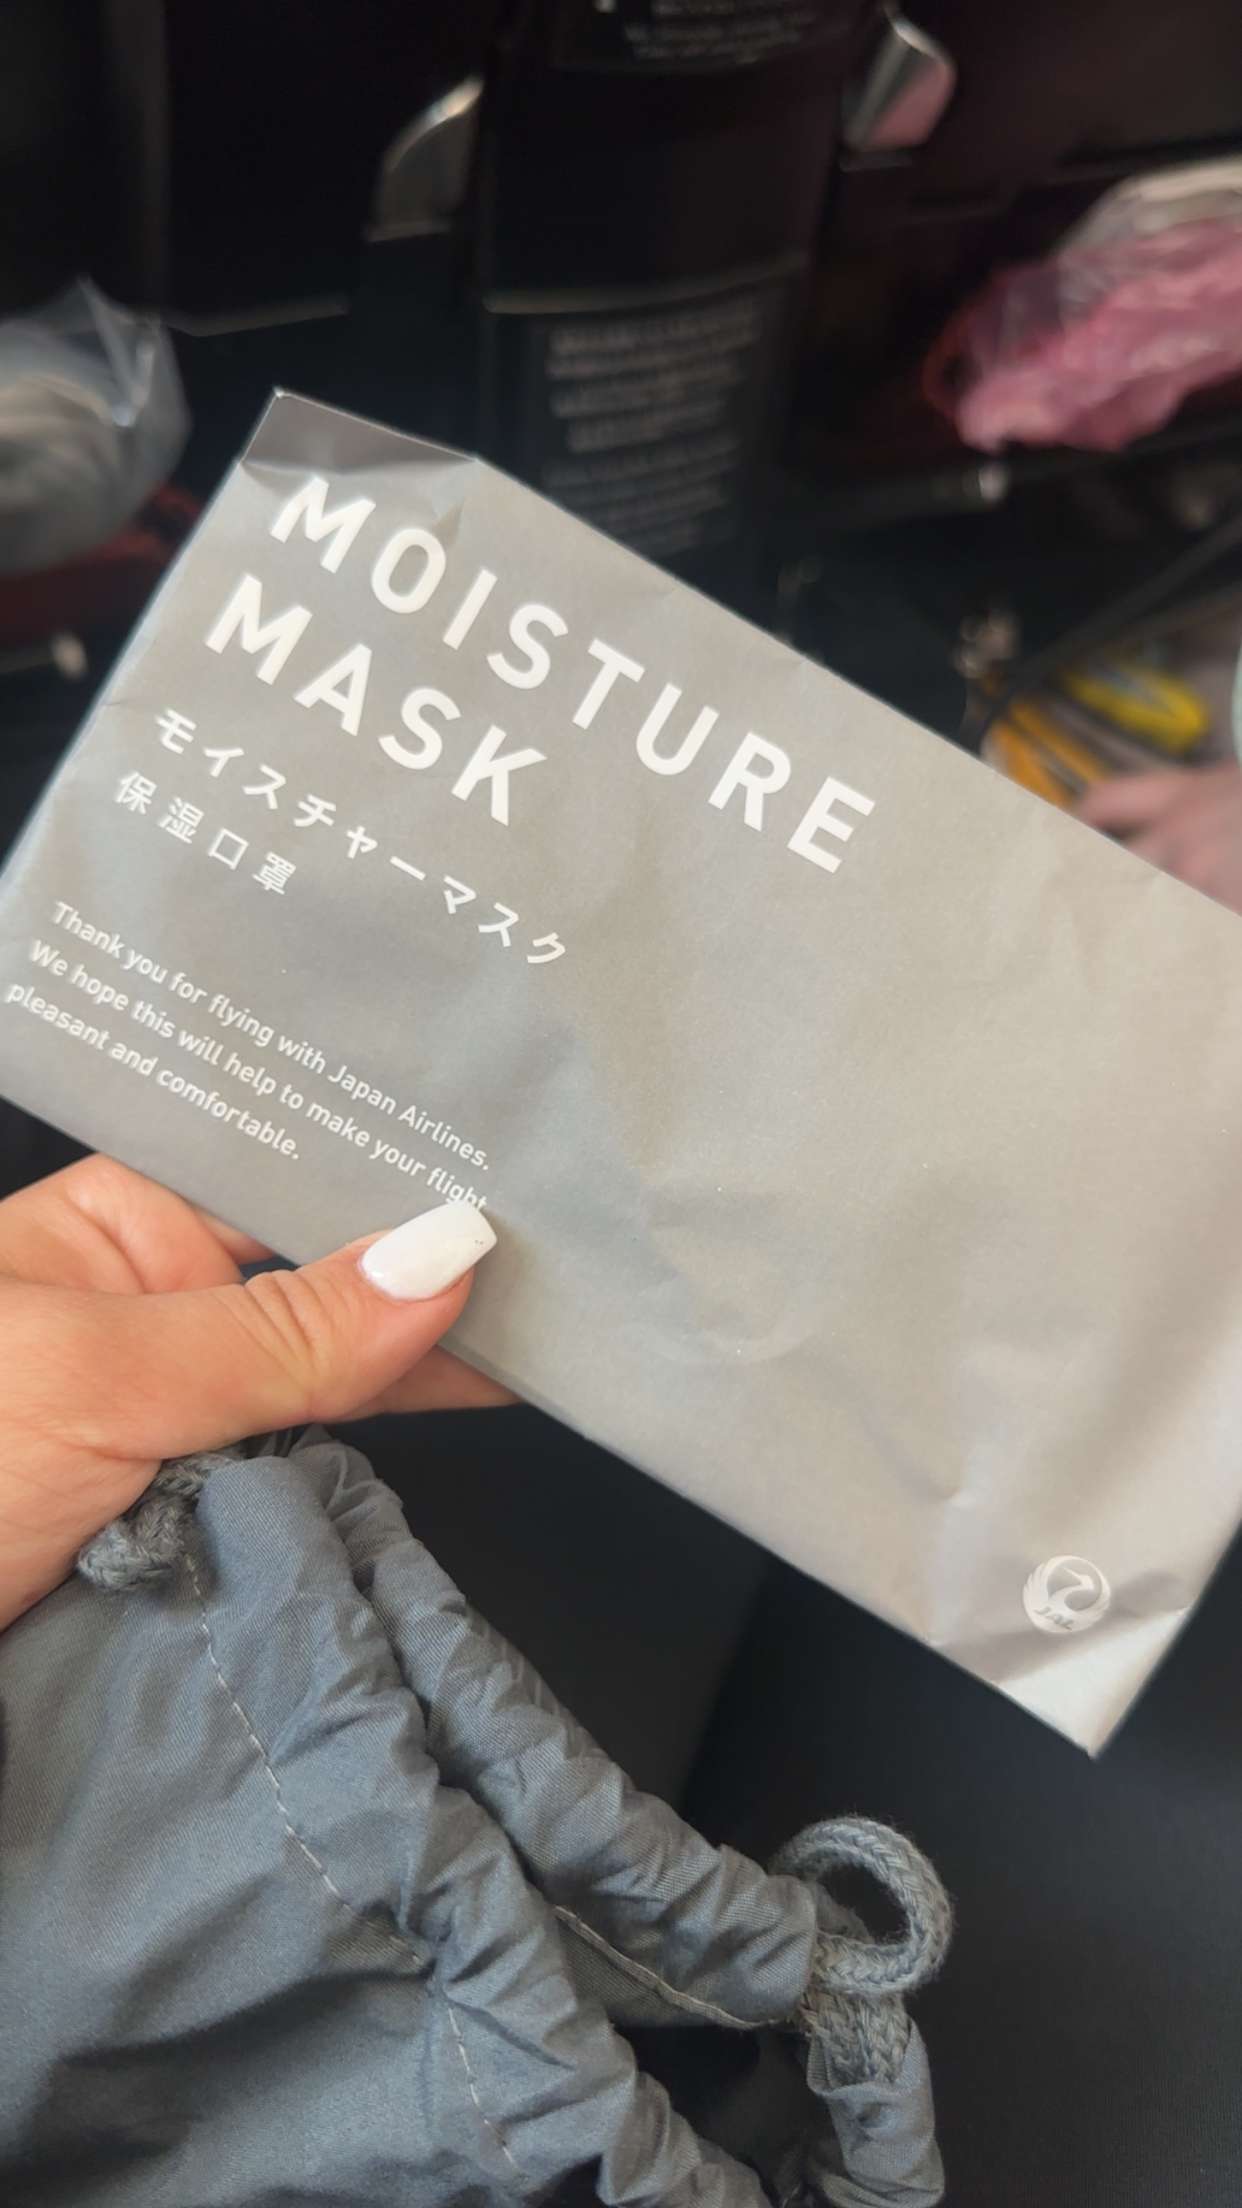 MOISTURE
MASK
モイスチャーマスク
保湿口罩
Thank you for flying with Japan Airlines.
We hope this will help to make your flight
pleasant and comfortable.
JAL